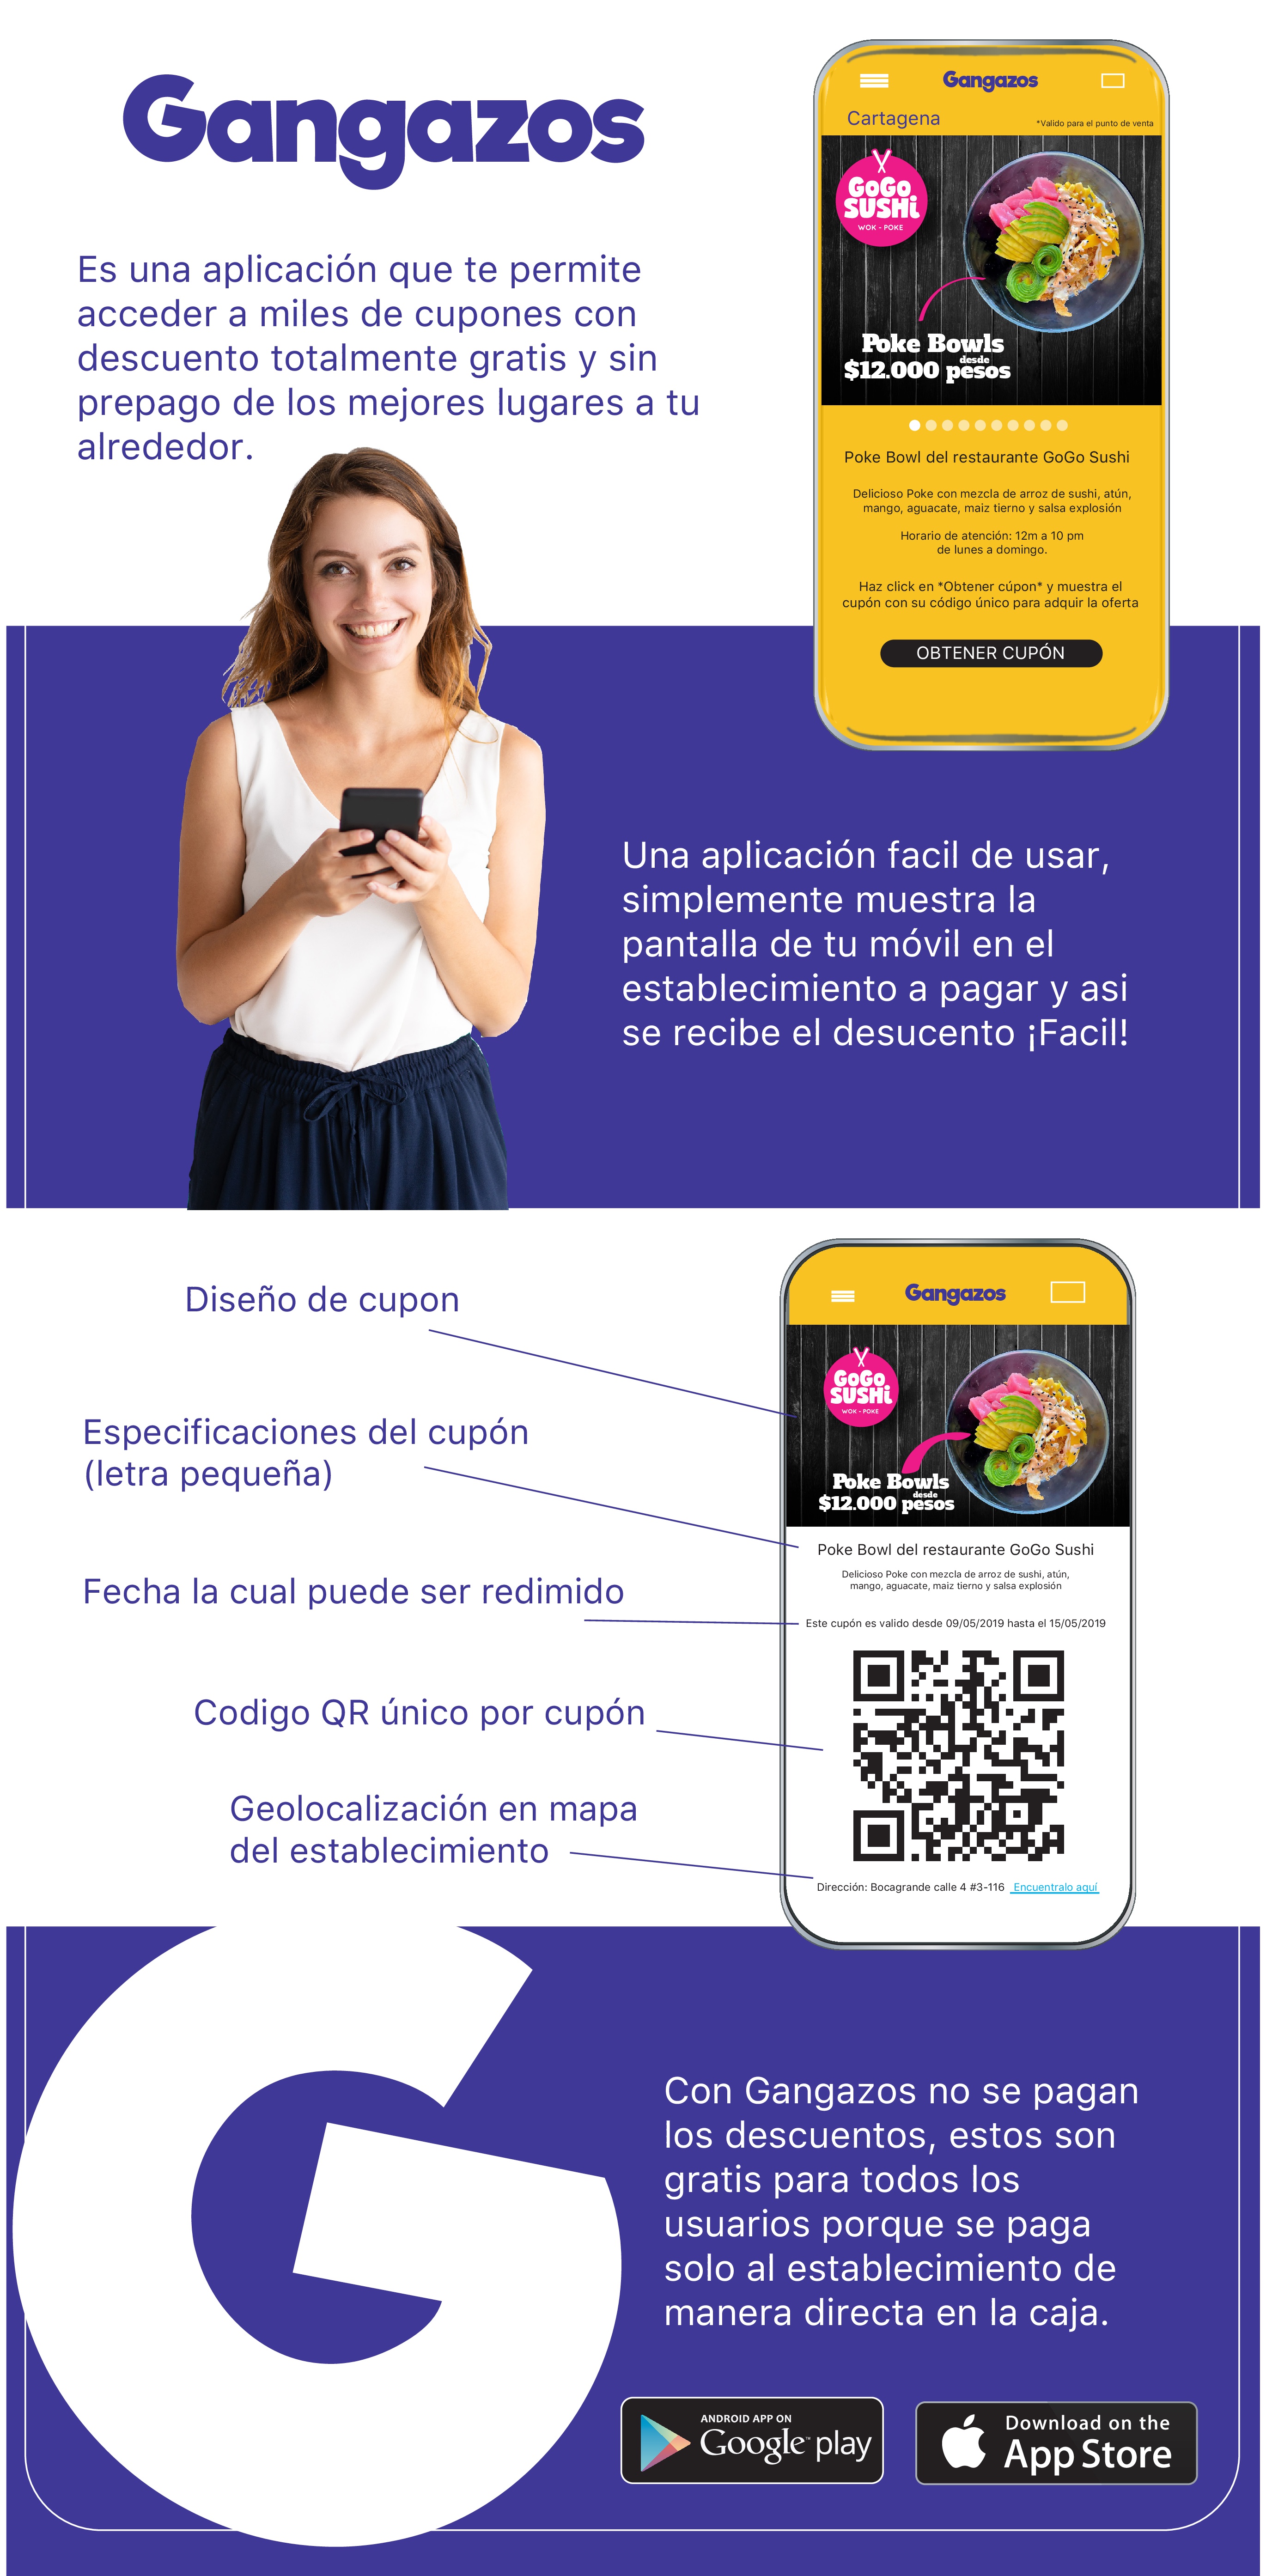 Gangazos
Es una aplicación que te permite
acceder a miles de cupones con
descuento totalmente gratis y sin
prepago de los mejores lugares a tu
alrededor.
Gangazos
Cartagena
*Valido para el punto de venta
GoGo
SUSHi
WOK - POKE
Poke Bowls
desde
$12.000 pesos
Poke Bowl del restaurante GoGo Sushi
Delicioso Poke con mezcla de arroz de sushi, atún,
mango, aguacate, maiz tierno y salsa explosión
Horario de atención: 12m a 10 pm
de lunes a domingo.
Haz click en *Obtener cúpon* y muestra el
cupón con su código único para adquir la oferta
OBTENER CUPÓN
Una aplicación facil de usar,
simplemente muestra la
pantalla de tu móvil en el
establecimiento a pagar y asi
se recibe el desucento ¡Facil!
Diseño de cupon
Especificaciones del cupón
(letra pequeña)
Fecha la cual puede ser redimido
Codigo QR único por cupón
Geolocalización en mapa
del establecimiento
Gangazos
GoGo
SUSHi
WOK - POKE
Poke Bowls
desde
$12.000 pesos
Poke Bowl del restaurante GoGo Sushi
Delicioso Poke con mezcla de arroz de sushi, atún,
mango, aguacate, maiz tierno y salsa explosión
Este cupón es valido desde 09/05/2019 hasta el 15/05/2019
Dirección: Bocagrande calle 4 #3-116 Encuentralo aquí
Con Gangazos no se pagan
los descuentos, estos son
gratis para todos los
usuarios porque se paga
solo al establecimiento de
manera directa en la caja.
ANDROID APP ON
Google play
Download on the
App Store